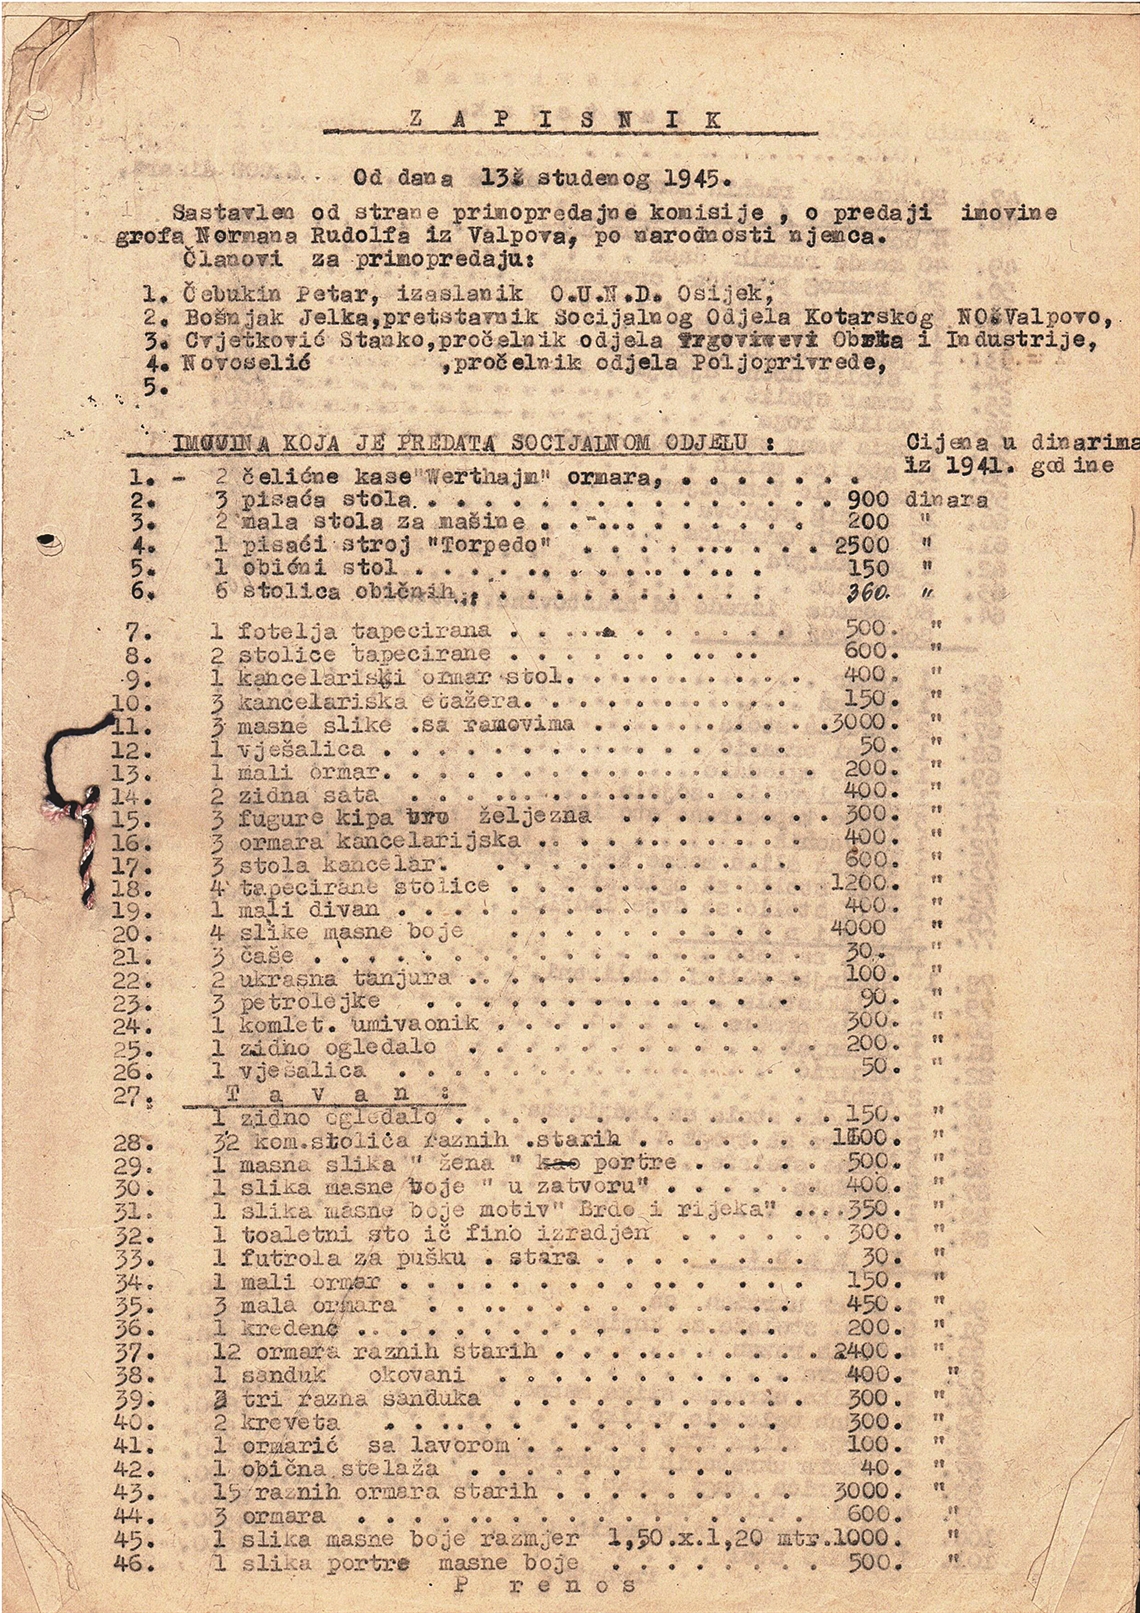 Z A P I S N I K
Od dana 13. studenog 1945.
Sastavlen od strane primopredajne komisije , o predaji imovine
grofa Normana Rudolfa iz Valpova, po narodnosti njemca.
Članovi za primopredaju:
1. Čebukin Petar, izaslanik O.U.N.D. Osijek,
2. Bošnjak Jelka,pretstavnik Socijalnog Odjela Kotarskog NO.Valpovo,
3. Cvjetković Stanko,pročelnik odjela Obrta i Industrije,
4. Novoselić ,pročelnik odjela Poljoprivrede,
5.
IMOVINA KOJA JE PREDATA SOCIJALNOM ODJELU : Cijena u dinarima
iz 1941. godine
1. - 2 čelićne kase"Werthajm" ormara, . . . . . . .
2. 3 pisaća stola. . . . . . . . . . . . . . . . . 900 dinara
3. 2 mala stola za mašine . . . . . . . . . . . 200 "
4. 1 pisaći stroj "Torpedo" . . . . . . . . . . 2500 "
5. 1 obićni stol . . . . . . . . . . . . . . 150 "
6. 6 stolica običnih . . . . . . . . . . . . 360. "
7. 1 fotelja tapecirana . . . . . . . . . . . . 500. "
8. 2 stolice tapecirane . . . . . . . . . . . 600. "
9. 1 kancelariski ormar stol. . . . . . . . . . 400. "
10. 3 kancelariska etažera. . . . . . . . . . . 150. "
11. 3 masne slike .sa ramovima . . . . . . . . . .3000. "
12. 1 vješalica . . . . . . . . . . . . . . . 50. "
13. 1 mali ormar. . . . . . . . . . . . . . . . 200. "
14. 2 zidna sata . . . . . . . . . . . . . . . 400. "
15. 3 fugure kipa željezna . . . . . . . . 300. "
16. 3 ormara kancelarijska . . . . . . . . . . . 400. "
17. 3 stola kancelar. . . . . . . . . . . . . 600. "
18. 4 tapecirane stolice . . . . . . . . . . . .1200. "
19. 1 mali divan . . . . . . . . . . . . . . . . 400. "
20. 4 slike masne boje . . . . . . . . . . 4000 "
21. 3 čaše . . . . . . . . . . . . . . . . . . 30. "
22. 2 ukrasna tanjura . . . . . . . . . . . . . 100. "
23. 3 petrolejke . . . . . . . . . . . . . 90. "
24. 1 komlet. umivaonik . . . . . . . . . . 300. "
25. 1 zidno ogledalo . . . . . . . . . . . . . 200. "
26. 1 vješalica . . . . . . . . . . . . . . . 50. "
27. T a v a n :
1 zidno ogledalo . . . . . . . . . . . . . . .150. "
28. 32 kom.stolica raznih .starih . . . . . . . 1600. "
29. 1 masna slika " žena " kao portre . . . . . 500. "
30. 1 slika masne boje " u zatvoru" . . . . . . 400. "
31. 1 slika masne boje motiv" Brdo i rijeka" ....350. "
32. 1 toaletni sto ič fino izradjen . . . . . . 300. "
33. 1 futrola za pušku . stara . . . . . . . . 30. "
34. 1 mali ormar . . . . . . . . . . . . . . . 150. "
35. 3 mala ormara . . . . . . . . . . . . . . 450. "
36. 1 kredenc . . . . . . . . . . . . . . . . 200. "
37. 12 ormara raznih starih . . . . . . . . . . . 2400. "
38. 1 sanduk okovani . . . . . . . . . . . 400. "
39. 3 tri razna sanduka . . . . . . . . . . . . 300. "
40. 2 kreveta . . . . . . . . . . . . . . . 300. "
41. 1 ormarić sa lavorom . . . . . . . . . . . 100. "
42. 1 obična stelaža . . . . . . . . . . 40. "
43. 15 raznih ormara starih . . . . . . . . . . 3000. "
44. 3 ormara . . . . . . . . . . . . . . . . . 600. "
45. 1 slika masne boje razmjer 1,50.x.1,20 mtr.1000. "
46. 1 slika portre masne boje . . . . . . . . 500. "
P renos